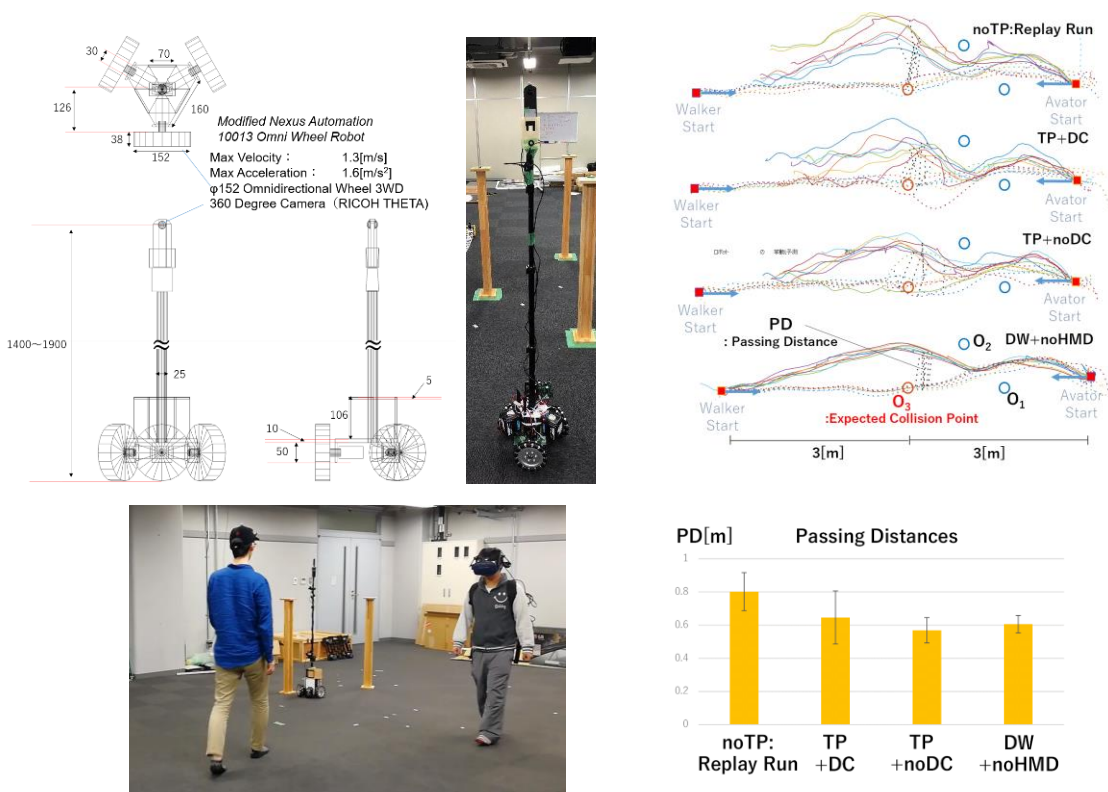 30
70
126
160
38
152
Modified Nexus Automation
10013 Omni Wheel Robot
Max Velocity： 1.3[m/s]
Max Acceleration： 1.6[m/s²]
φ152 Omnidirectional Wheel 3WD
360 Degree Camera（RICOH THETA)
1400～1900
25
5
106
10
50
noTP:Replay Run
Walker
Start
Avator
Start
TP+DC
Walker
Start
Avator
Start
TP+noDC
Walker
Start
Avator
Start
PD
: Passing Distance
O₂
DW+noHMD
Walker
Start
O₃
:Expected Collision Point
O₁
Avator
Start
3[m]
3[m]
PD[m]
Passing Distances
1
0.8
0.6
0.4
0.2
0
noTP:
Replay Run
TP
+DC
TP
+noDC
DW
+noHMD